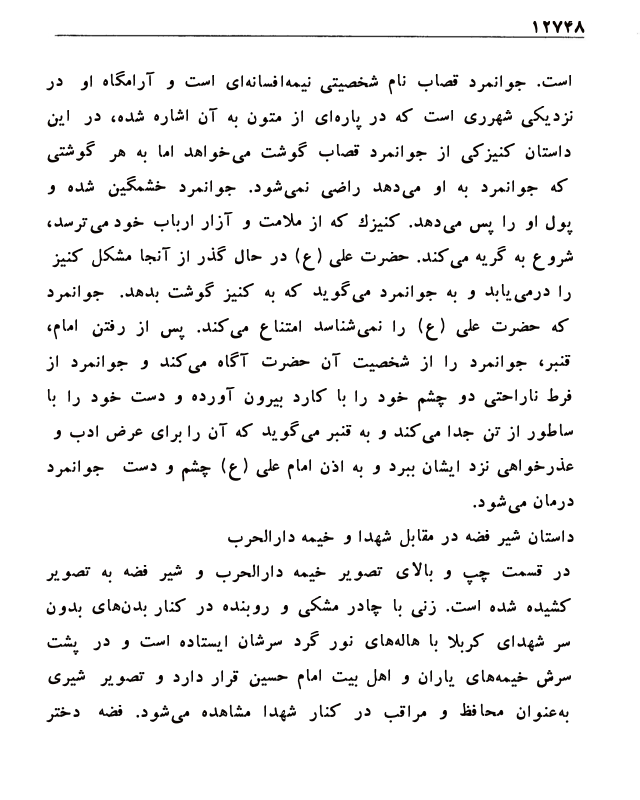 ۱۲۷۴۸
است. جوانمرد قصاب نام شخصیتی نیمه‌افسانه‌ای است و آرامگاه او در
نزدیکی شهرری است که در پاره‌ای از متون به آن اشاره شده، در این
داستان کنیزکی از جوانمرد قصاب گوشت می‌خواهد اما به هر گوشتی
که جوانمرد به او می‌دهد راضی نمی‌شود. جوانمرد خشمگین شده و
پول او را پس می‌دهد. کنیزك که از ملامت و آزار ارباب خود می‌ترسد،
شروع به گریه می‌کند. حضرت علی (ع) در حال گذر از آنجا مشکل کنیز
را درمی‌یابد و به جوانمرد می‌گوید که به کنیز گوشت بدهد. جوانمرد
که حضرت علی (ع) را نمی‌شناسد امتناع می‌کند. پس از رفتن امام،
قنبر، جوانمرد را از شخصیت آن حضرت آگاه می‌کند و جوانمرد از
فرط ناراحتی دو چشم خود را با کارد بیرون آورده و دست خود را با
ساطور از تن جدا می‌کند و به قنبر می‌گوید که آن را برای عرض ادب و
عذرخواهی نزد ایشان ببرد و به اذن امام علی (ع) چشم و دست جوانمرد
درمان می‌شود.
داستان شیر فضه در مقابل شهدا و خیمه دارالحرب
در قسمت چپ و بالای تصویر خیمه دارالحرب و شیر فضه به تصویر
کشیده شده است. زنی با چادر مشکی و روبنده در کنار بدن‌های بدون
سر شهدای کربلا با هاله‌های نور گرد سرشان ایستاده است و در پشت
سرش خیمه‌های یاران و اهل بیت امام حسین قرار دارد و تصویر شیری
به‌عنوان محافظ و مراقب در کنار شهدا مشاهده می‌شود. فضه دختر